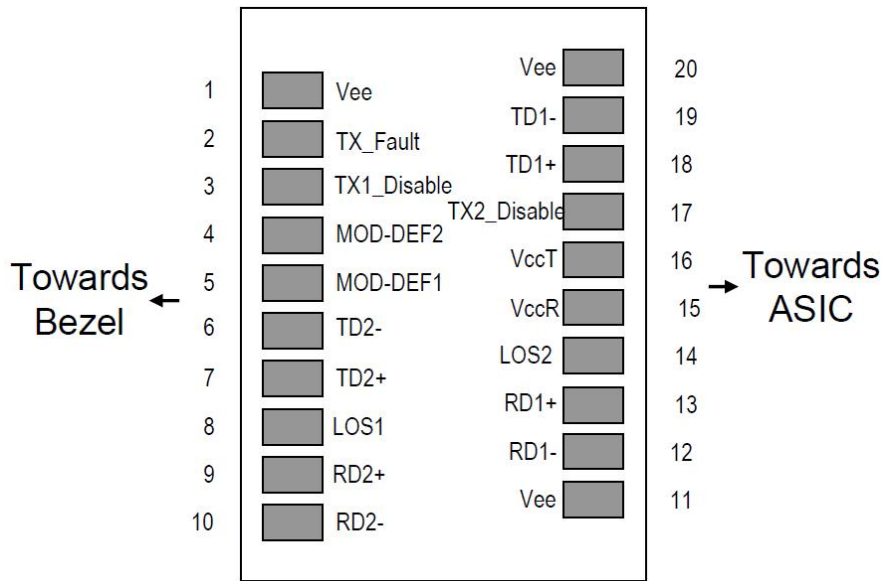 Towards
Bezel
1 Vee
2 TX_Fault
3 TX1_Disable
4 MOD-DEF2
5 MOD-DEF1
6 TD2-
7 TD2+
8 LOS1
9 RD2+
10 RD2-
Vee 20
TD1- 19
TD1+ 18
TX2_Disable 17
VccT 16
VccR 15
LOS2 14
RD1+ 13
RD1- 12
Vee 11
Towards
ASIC